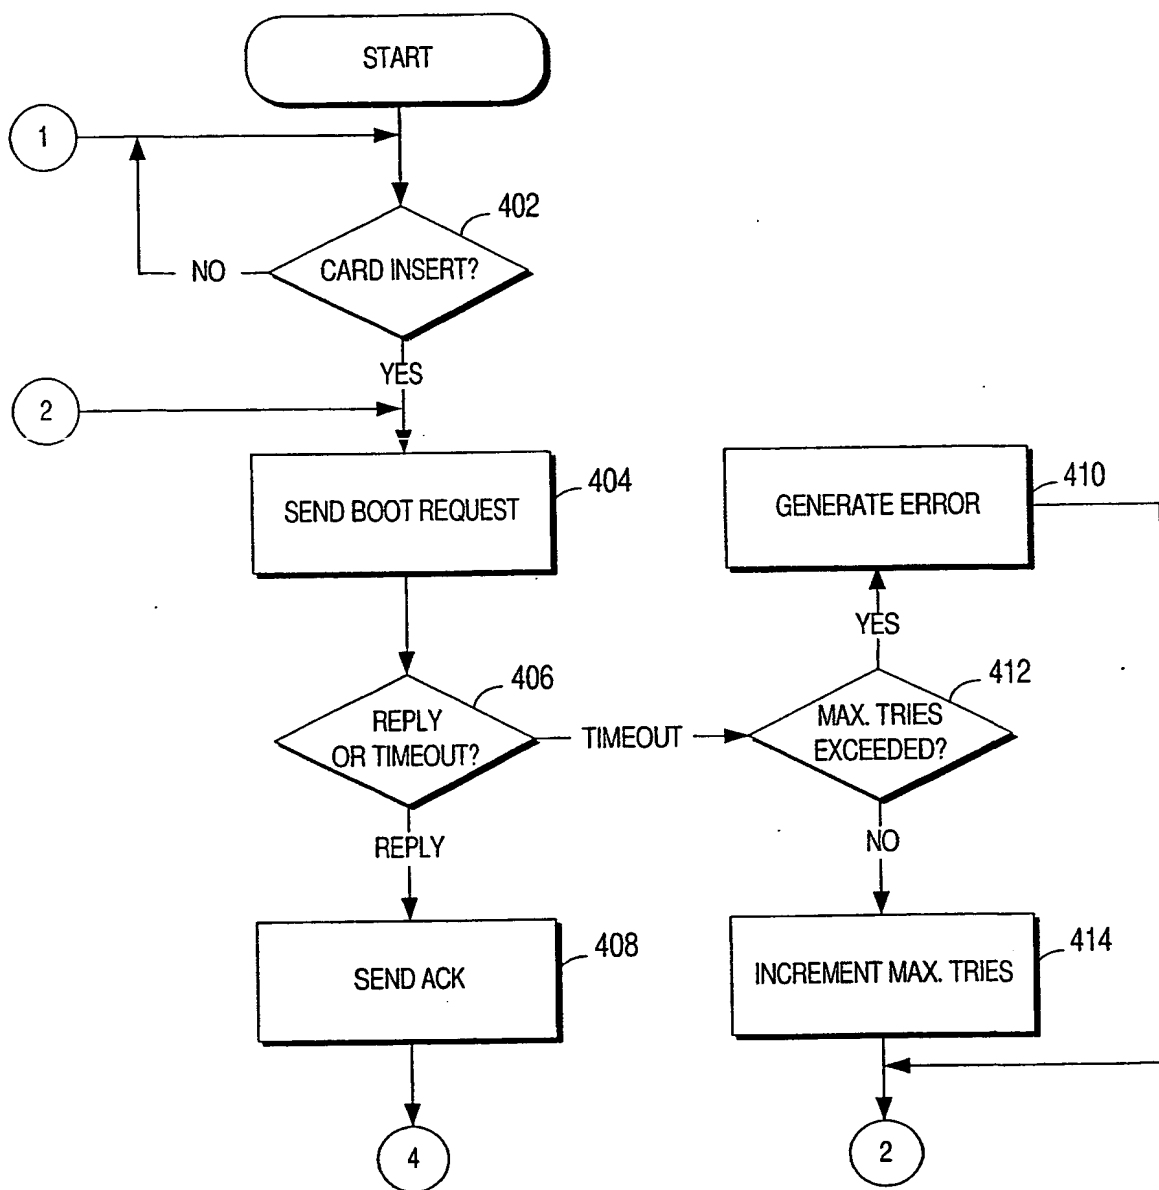 START
1
402
CARD INSERT?
NO
YES
2
404
SEND BOOT REQUEST
410
GENERATE ERROR
YES
406
REPLY
OR TIMEOUT?
TIMEOUT
412
MAX. TRIES
EXCEEDED?
REPLY
NO
408
SEND ACK
414
INCREMENT MAX. TRIES
4
2